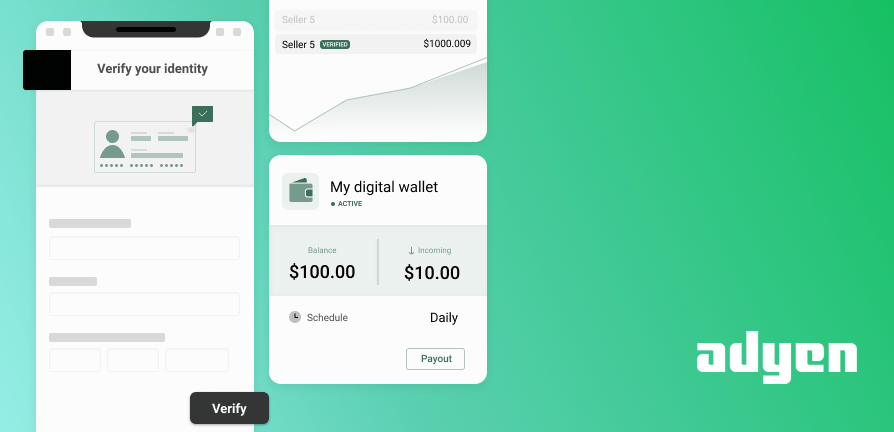 Verify your identity
Verify
Seller 5 $100.00
Seller 5 VERIFIED $1000.009
My digital wallet
ACTIVE
Balance
$100.00
Incoming
$10.00
Schedule Daily
Payout
adyen